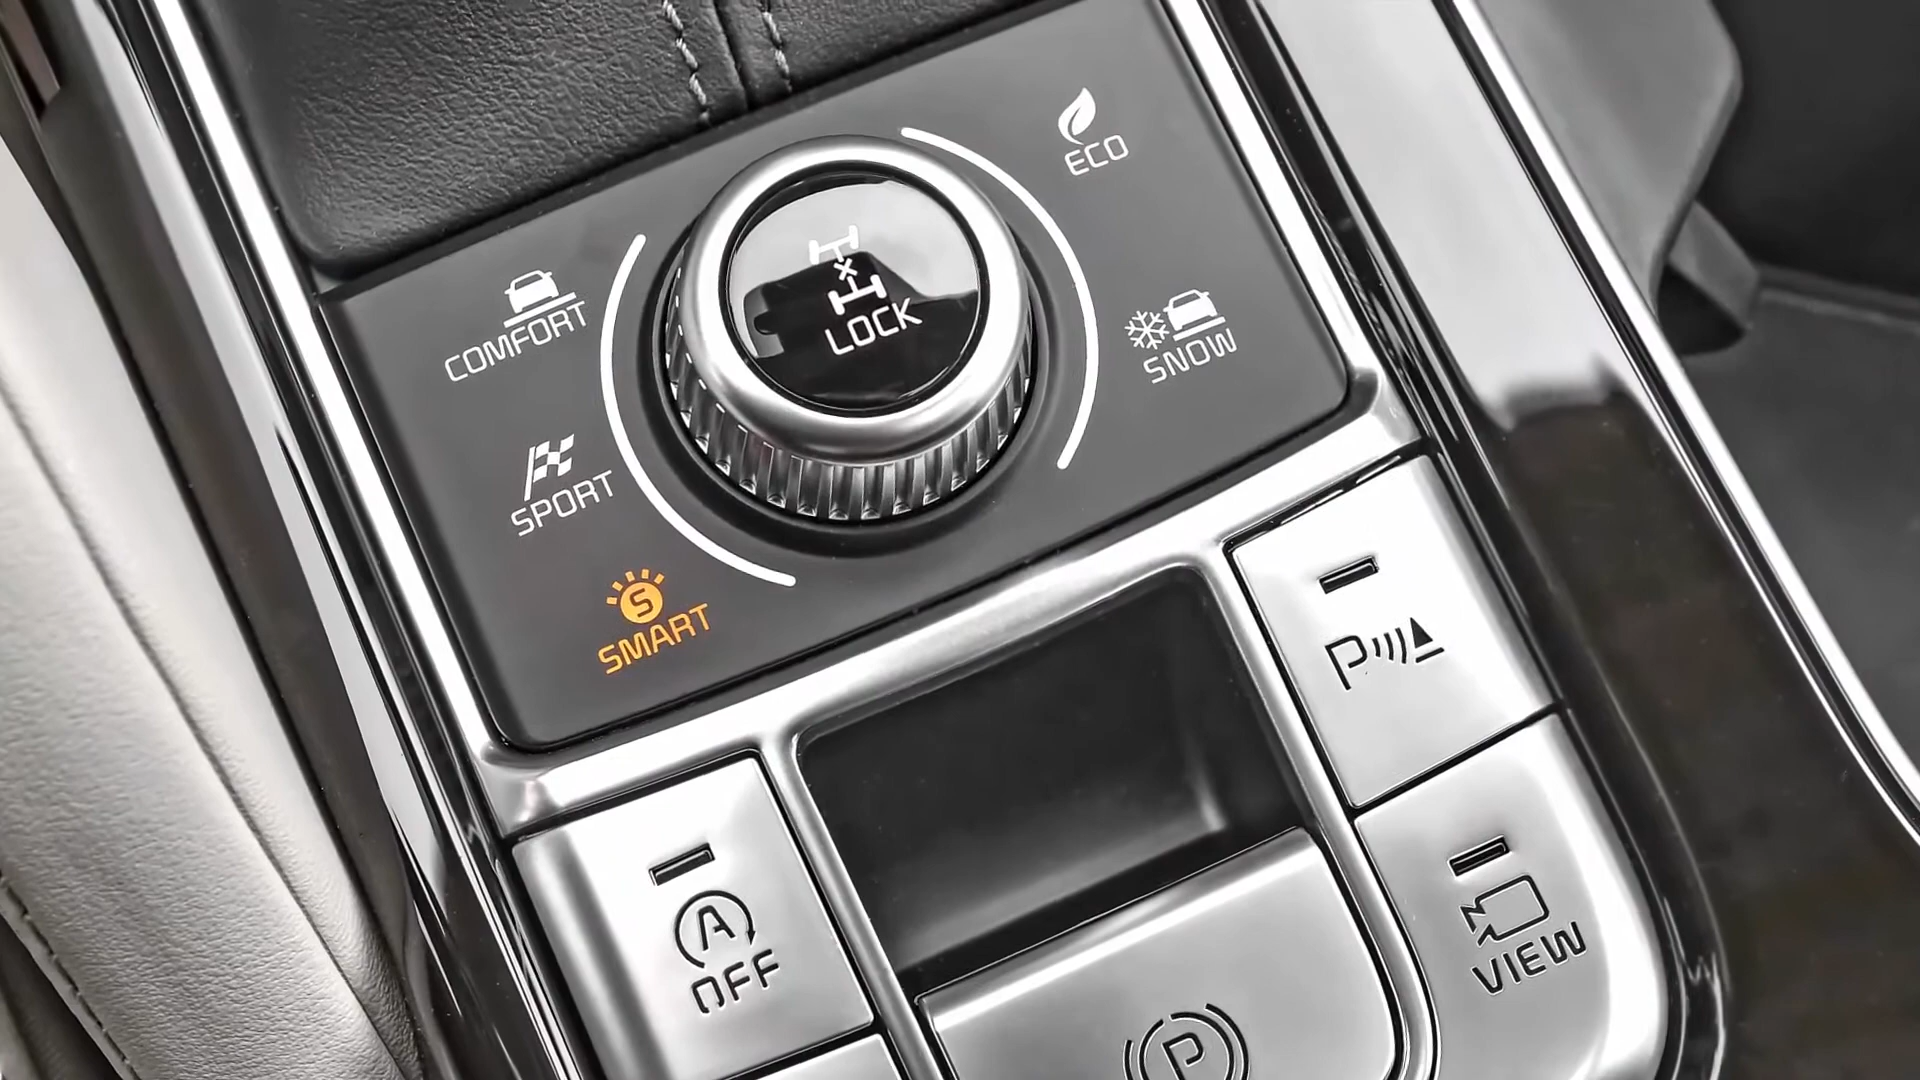 ECO
COMFORT
LOCK
SNOW
SPORT
S
SMART
P
A
OFF
VIEW
P